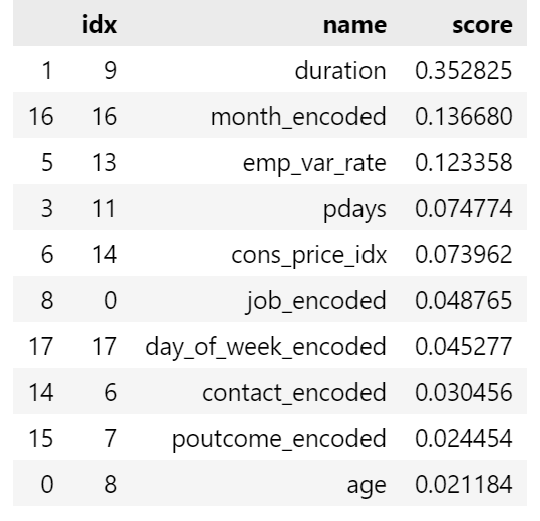 idx name score
1 9 duration 0.352825
16 16 month_encoded 0.136680
5 13 emp_var_rate 0.123358
3 11 pdays 0.074774
6 14 cons_price_idx 0.073962
8 0 job_encoded 0.048765
17 17 day_of_week_encoded 0.045277
14 6 contact_encoded 0.030456
15 7 poutcome_encoded 0.024454
0 8 age 0.021184